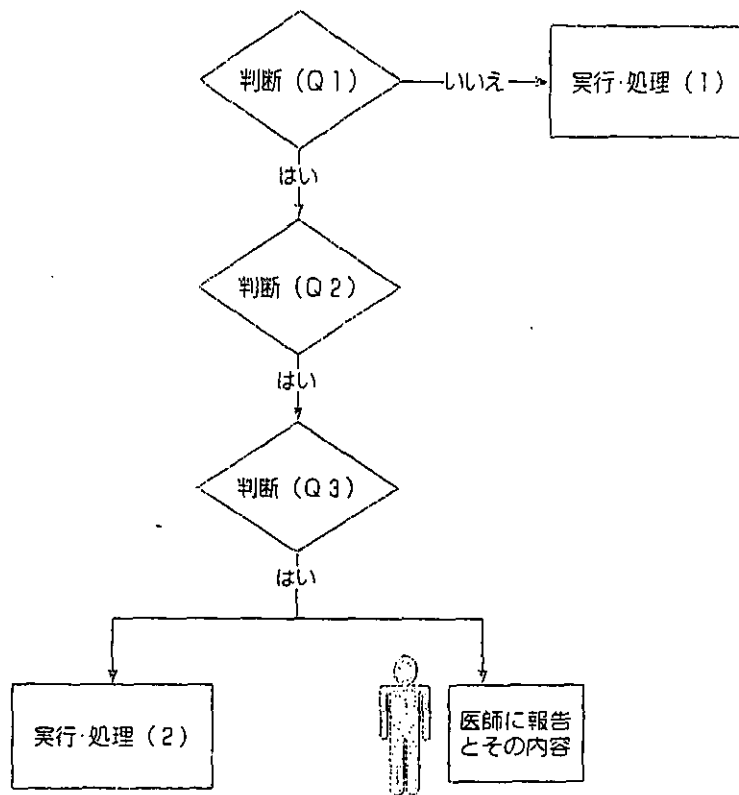 判断（Q1）
いいえ
実行・処理（1）
はい
判断（Q2）
はい
判断（Q3）
はい
実行・処理（2）
医師に報告
とその内容